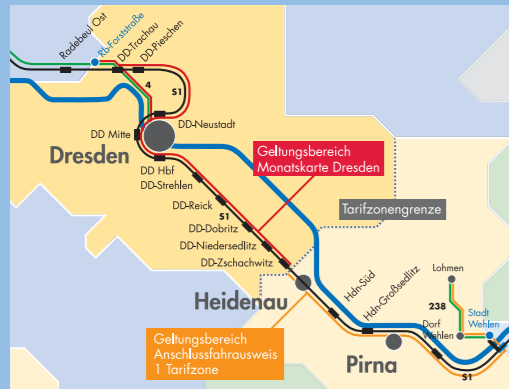 Radebeul Ost
Rb-Forststraße
DD-Trachau
DD-Pieschen
4
S1
DD-Neustadt
DD Mitte
Dresden
Geltungsbereich
Monatskarte Dresden
DD Hbf
DD-Strehlen
DD-Reick
S1
Tarifzonengrenze
DD-Dobritz
DD-Niedersedlitz
DD-Zschachwitz
Heidenau
Hdn-Süd
Hdn-Großsedlitz
Lohmen
238
Stadt
Wehlen
Dorf
Wehlen
Geltungsbereich
Anschlussfahrausweis
1 Tarifzone
Pirna
S1